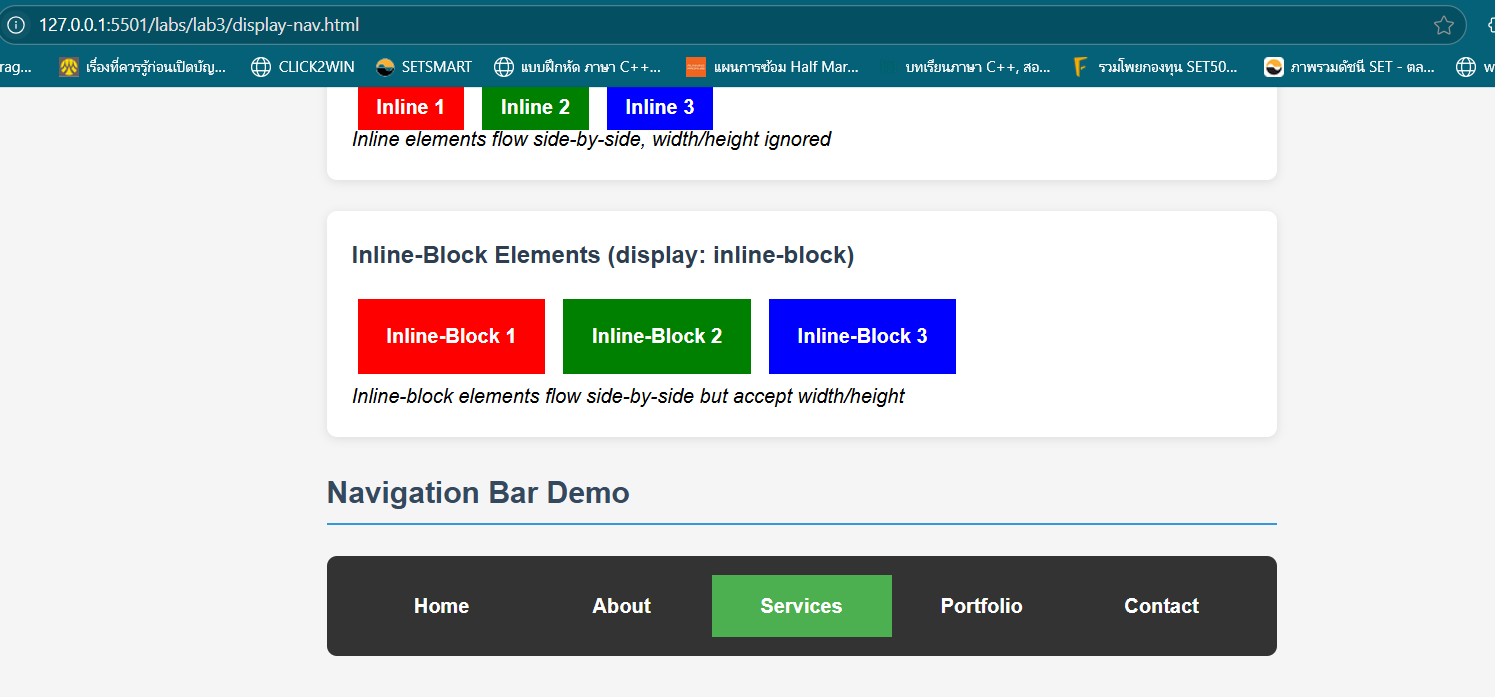 127.0.0.1:5501/labs/lab3/display-nav.html
rag... เรื่องที่ควรรู้ก่อนเปิดบัญ... CLICK2WIN SETSMART แบบฝึกหัด ภาษา C++... แผนการซ้อม Half Mar... บทเรียนภาษา C++, สอ... รวมโพยกองทุน SET50... ภาพรวมดัชนี SET - ตล... w
Inline 1 Inline 2 Inline 3
Inline elements flow side-by-side, width/height ignored
Inline-Block Elements (display: inline-block)
Inline-Block 1 Inline-Block 2 Inline-Block 3
Inline-block elements flow side-by-side but accept width/height
Navigation Bar Demo
Home About Services Portfolio Contact